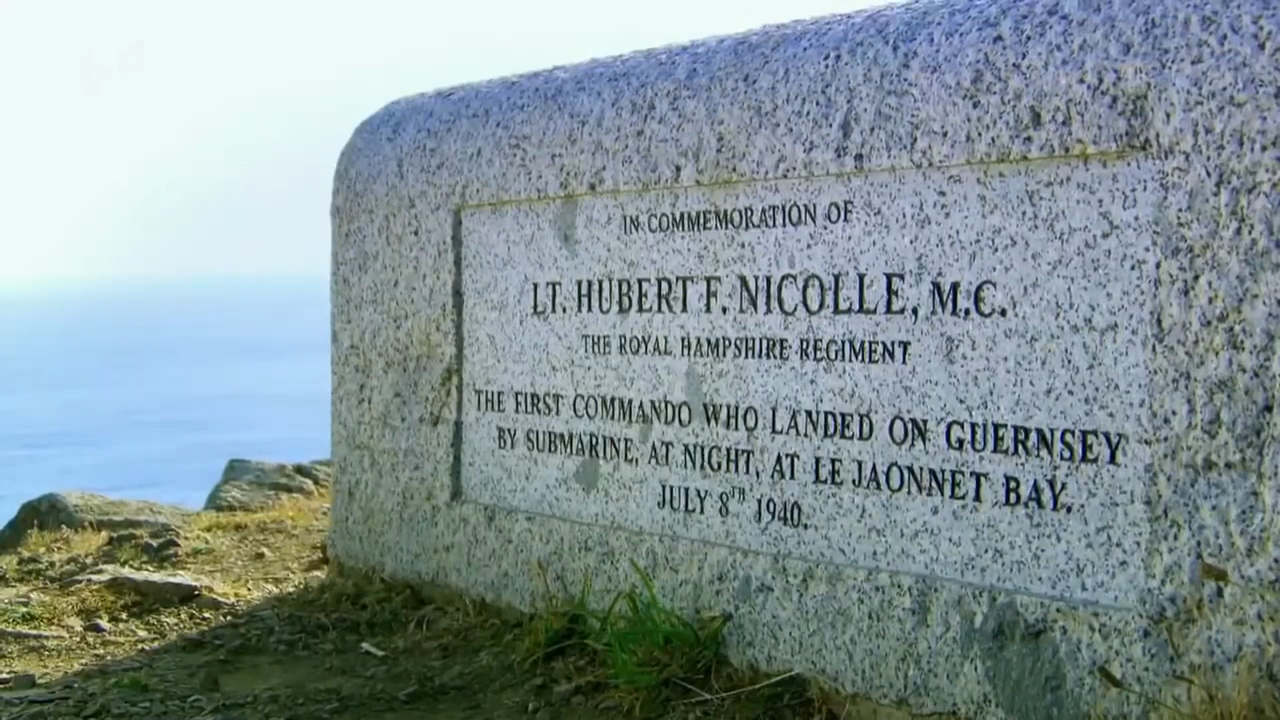 IN COMMEMORATION OF
LT. HUBERT F. NICOLLE, M.C.
THE ROYAL HAMPSHIRE REGIMENT
THE FIRST COMMANDO WHO LANDED ON GUERNSEY
BY SUBMARINE, AT NIGHT, AT LE JAONNET BAY.
JULY 8TH 1940.